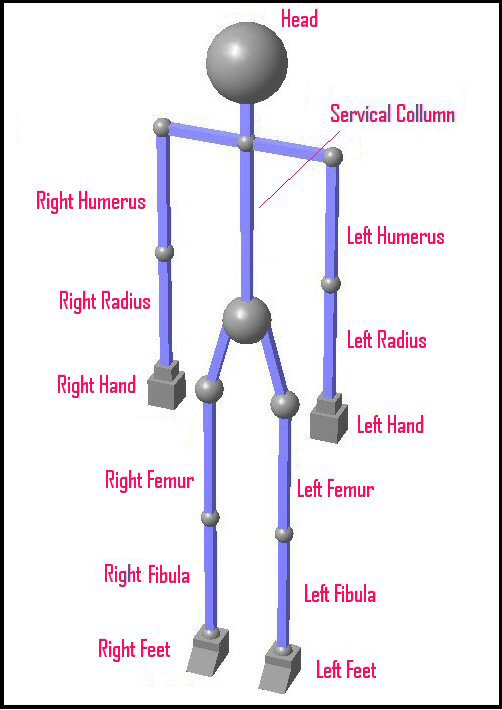 Head
Servical Collumn
Right Humerus
Left Humerus
Right Radius
Left Radius
Right Hand
Left Hand
Right Femur
Left Femur
Right Fibula
Left Fibula
Right Feet
Left Feet